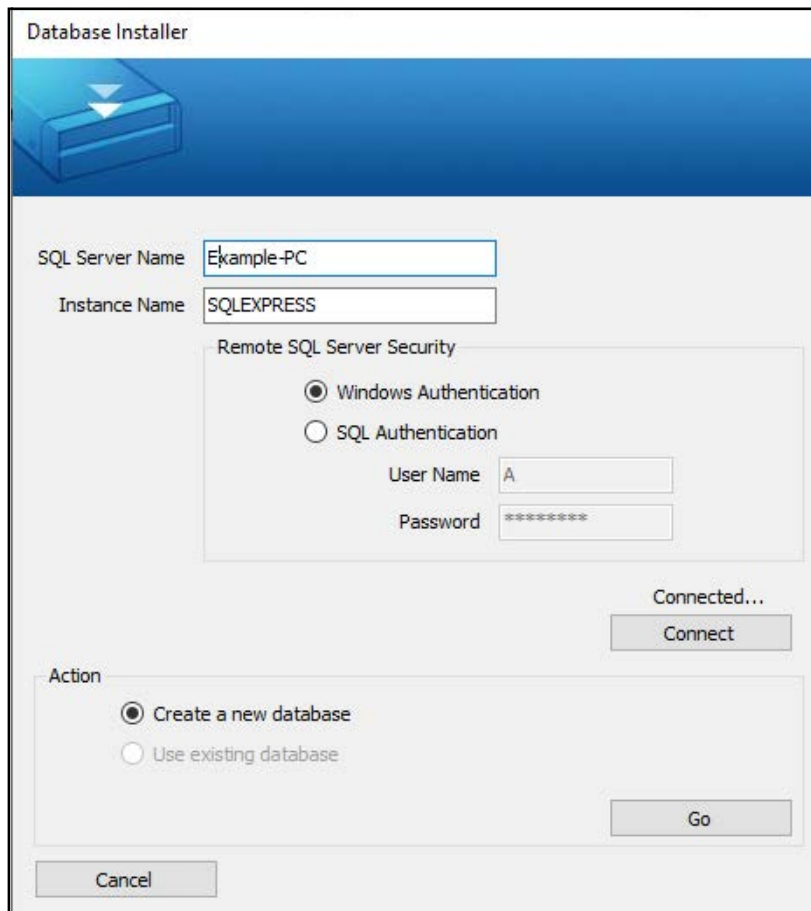 Database Installer
SQL Server Name Example-PC
Instance Name SQLEXPRESS
Remote SQL Server Security
Windows Authentication
SQL Authentication
User Name A
Password ********
Connected...
Connect
Action
Create a new database
Use existing database
Go
Cancel